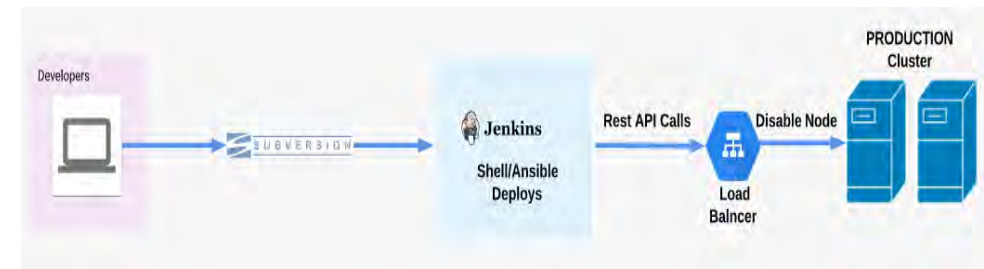 Developers
SUBVERSION
Jenkins
Shell/Ansible
Deploys
Rest API Calls
Load
Balncer
Disable Node
PRODUCTION
Cluster